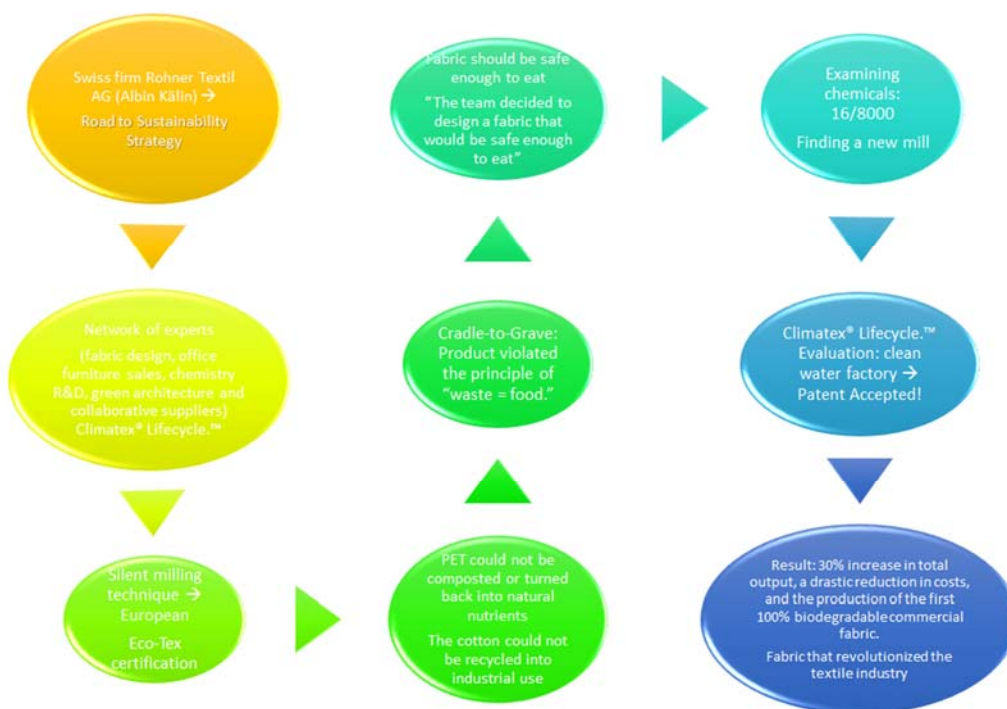 Swiss firm Rohner Textil
AG (Albin Kälin) →
Road to Sustainability
Strategy
Network of experts
(fabric design, office
furniture sales, chemistry
R&D, green architecture and
collaborative suppliers)
Climatex® Lifecycle.™
Silent milling
technique →
European
Eco-Tex
certification
PET could not be
composted or turned
back into natural
nutrients
The cotton could not
be recycled into
industrial use
Cradle-to-Grave:
Product violated
the principle of
"waste = food."
Fabric should be safe
enough to eat
"The team decided to
design a fabric that
would be safe enough
to eat"
Examining
chemicals:
16/8000
Finding a new mill
Climatex® Lifecycle.™
Evaluation: clean
water factory →
Patent Accepted!
Result: 30% increase in total
output, a drastic reduction in costs,
and the production of the first
100% biodegradable commercial
fabric.
Fabric that revolutionized the
textile industry